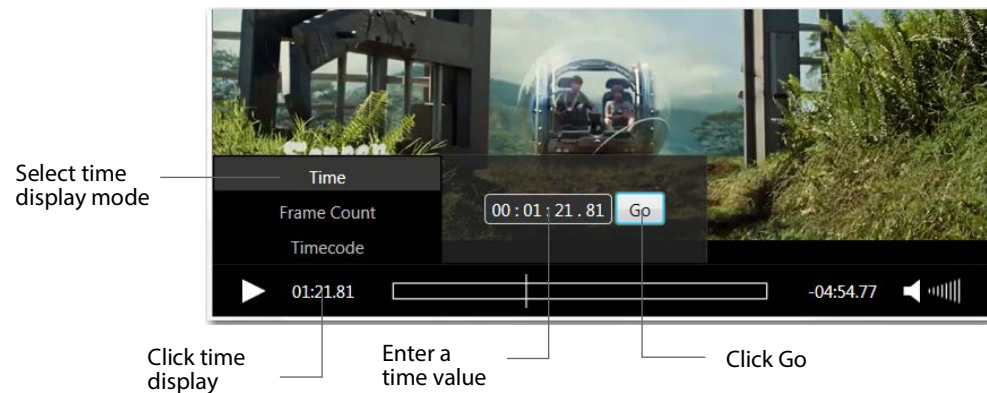 Select time
display mode
Time
Frame Count
Timecode
00 : 01 : 21 . 81
Go
01:21.81
-04:54.77
Click time
display
Enter a
time value
Click Go